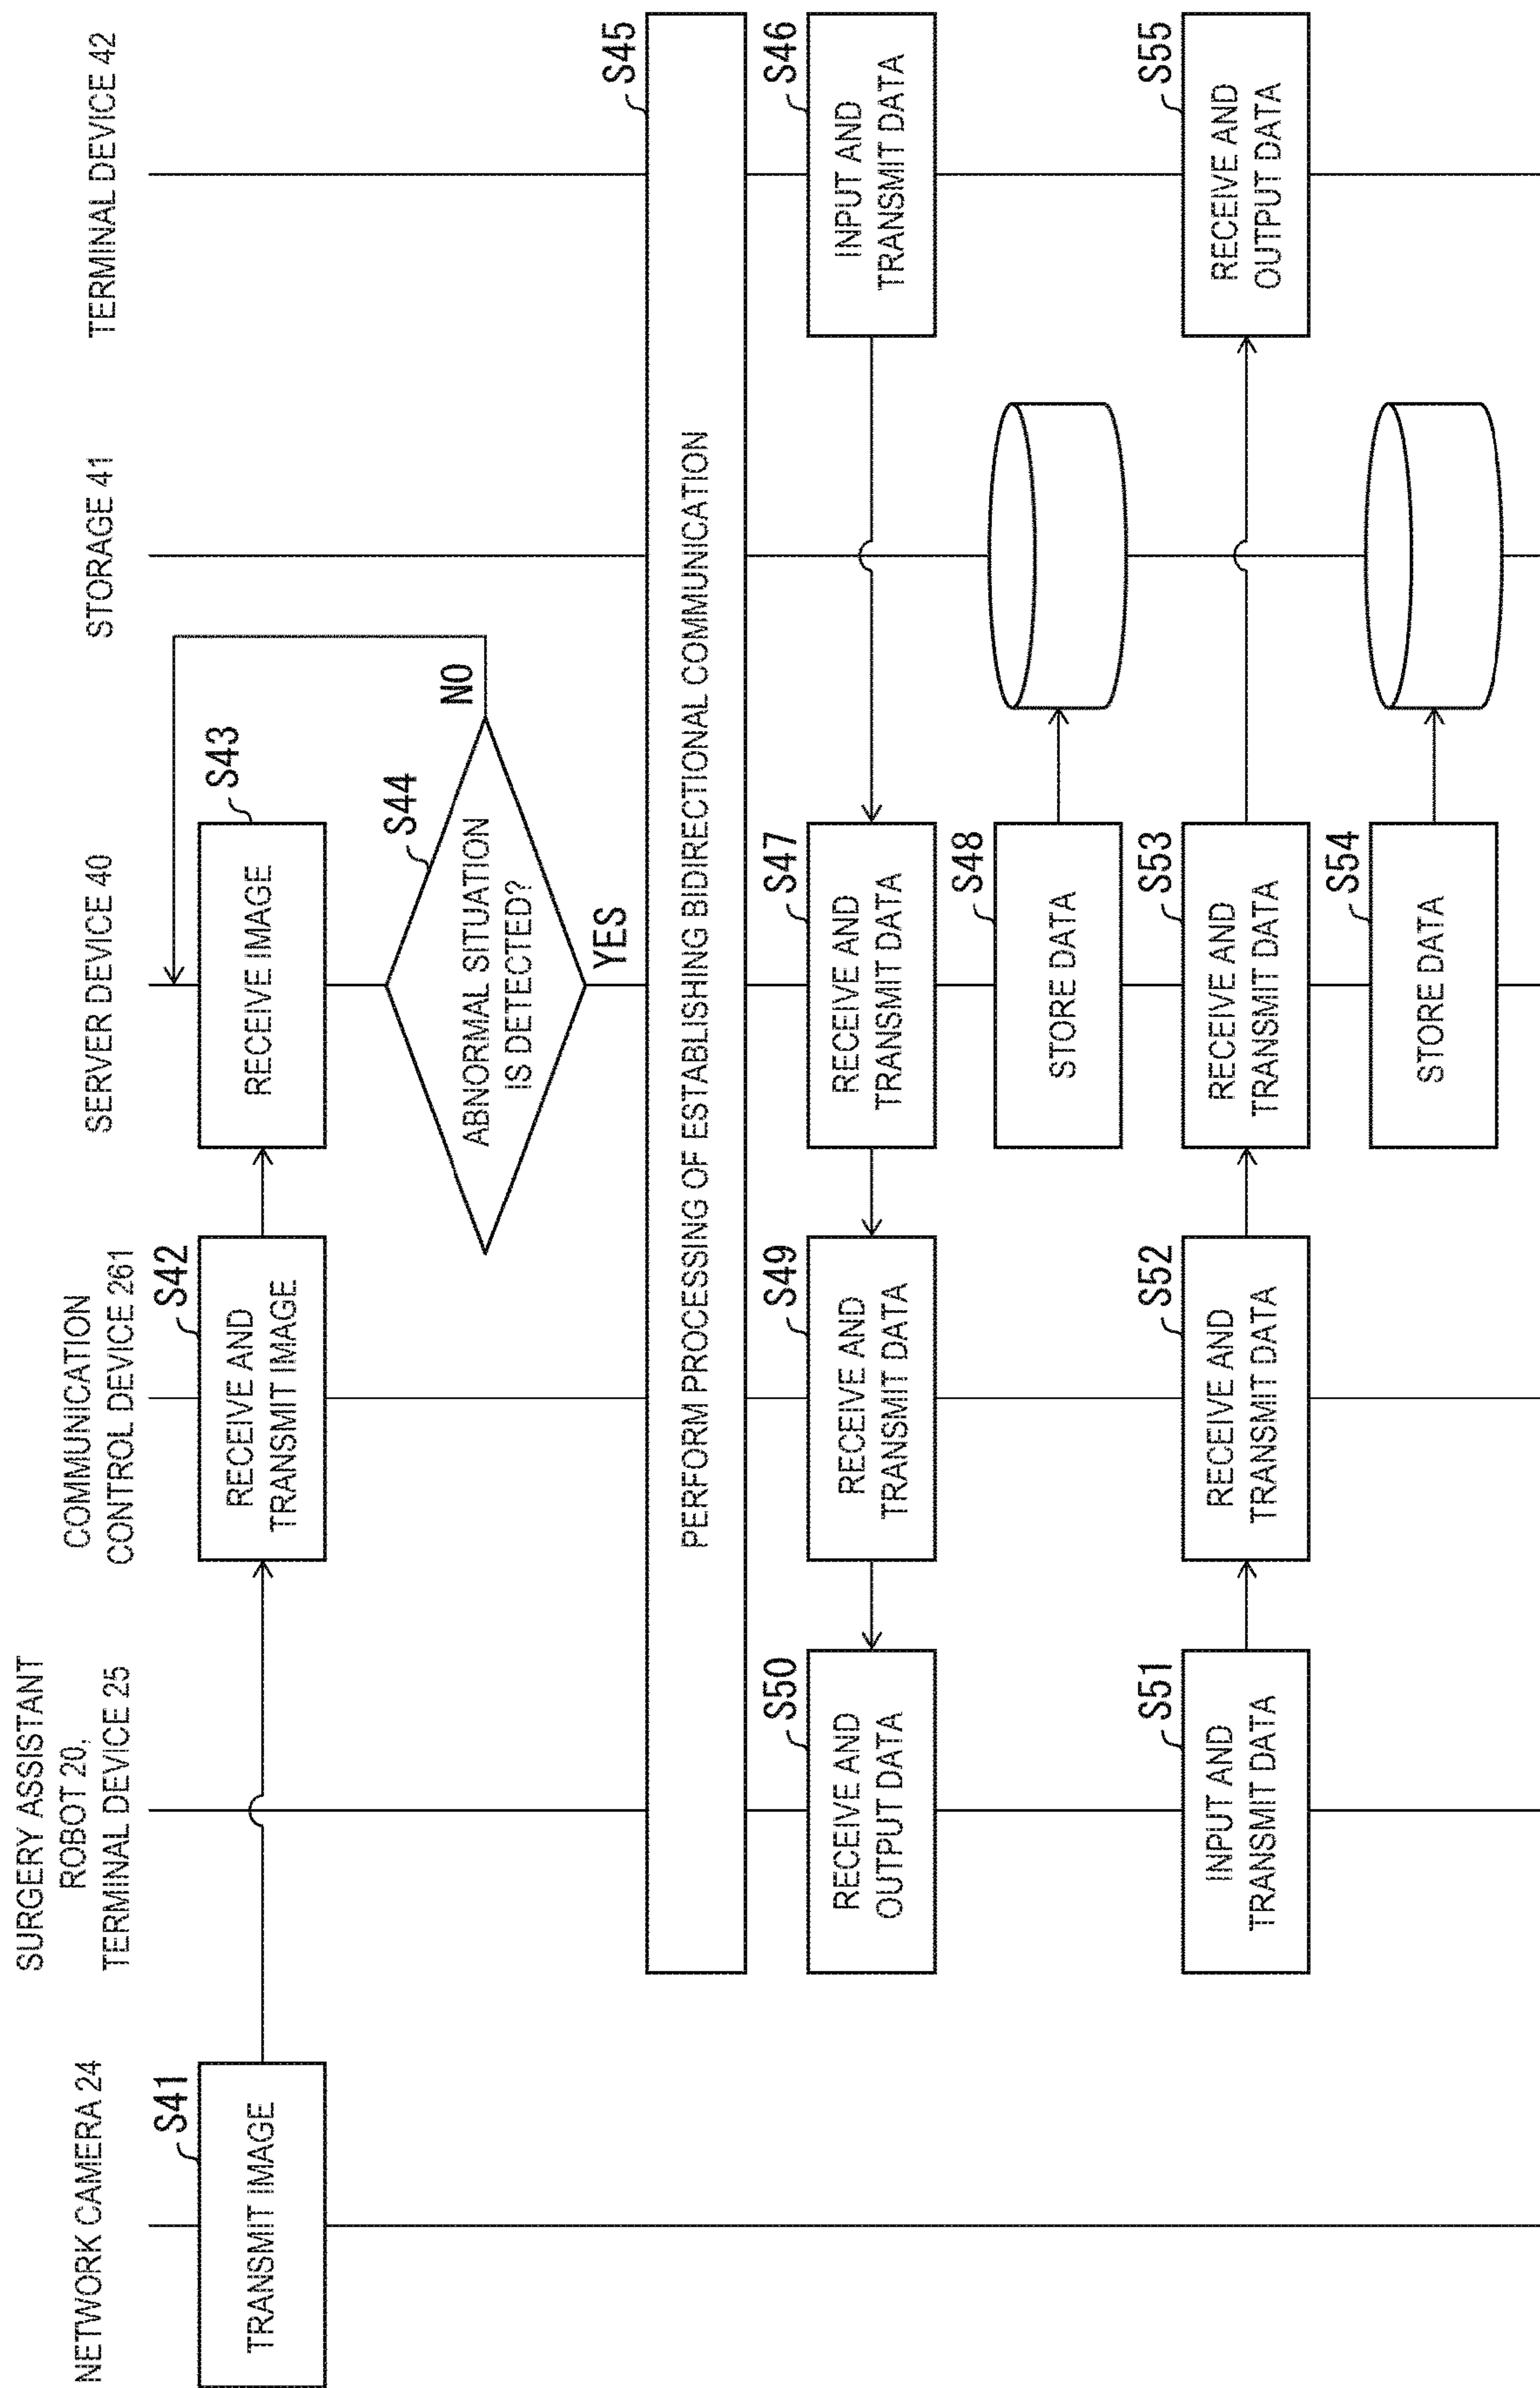 NETWORK CAMERA 24
SURGERY ASSISTANT
ROBOT 20,
TERMINAL DEVICE 25
COMMUNICATION
CONTROL DEVICE 261
SERVER DEVICE 40
STORAGE 41
TERMINAL DEVICE 42
S41
TRANSMIT IMAGE
S42
RECEIVE AND
TRANSMIT IMAGE
S43
RECEIVE IMAGE
S44
ABNORMAL SITUATION
IS DETECTED?
NO
YES
S45
PERFORM PROCESSING OF ESTABLISHING BIDIRECTIONAL COMMUNICATION
S46
INPUT AND
TRANSMIT DATA
S47
RECEIVE AND
TRANSMIT DATA
S48
STORE DATA
S49
RECEIVE AND
TRANSMIT DATA
S50
RECEIVE AND
OUTPUT DATA
S51
INPUT AND
TRANSMIT DATA
S52
RECEIVE AND
TRANSMIT DATA
S53
RECEIVE AND
TRANSMIT DATA
S54
STORE DATA
S55
RECEIVE AND
OUTPUT DATA